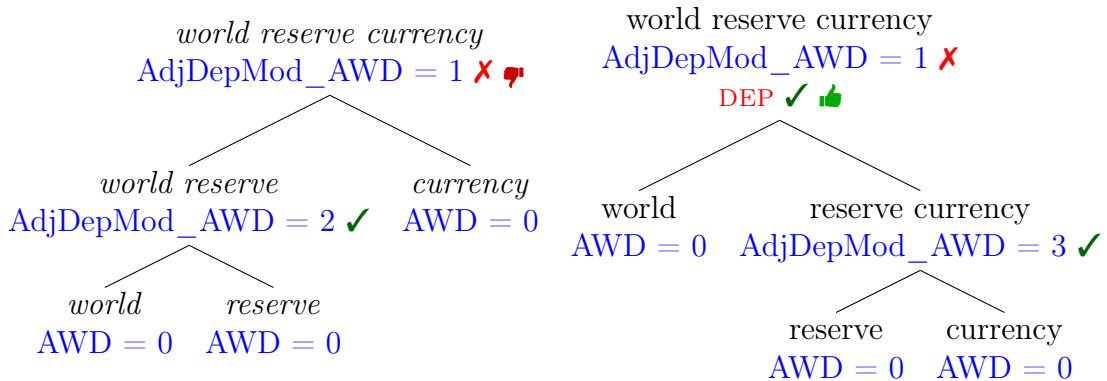 world reserve currency
AdjDepMod_AWD = 1 ✗ 👎
world reserve
AdjDepMod_AWD = 2 ✓
currency
AWD = 0
world
AWD = 0
reserve
AWD = 0
world reserve currency
AdjDepMod_AWD = 1 ✗
DEP ✓ 👍
world
AWD = 0
reserve currency
AdjDepMod_AWD = 3 ✓
reserve
AWD = 0
currency
AWD = 0